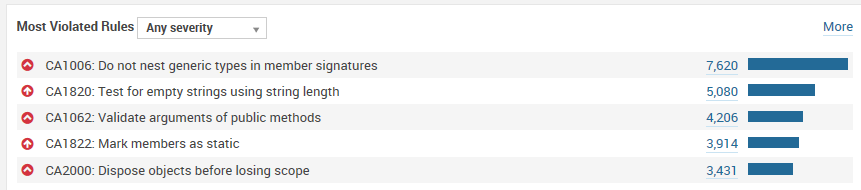 Most Violated Rules Any severity More
CA1006: Do not nest generic types in member signatures 7,620
CA1820: Test for empty strings using string length 5,080
CA1062: Validate arguments of public methods 4,206
CA1822: Mark members as static 3,914
CA2000: Dispose objects before losing scope 3,431